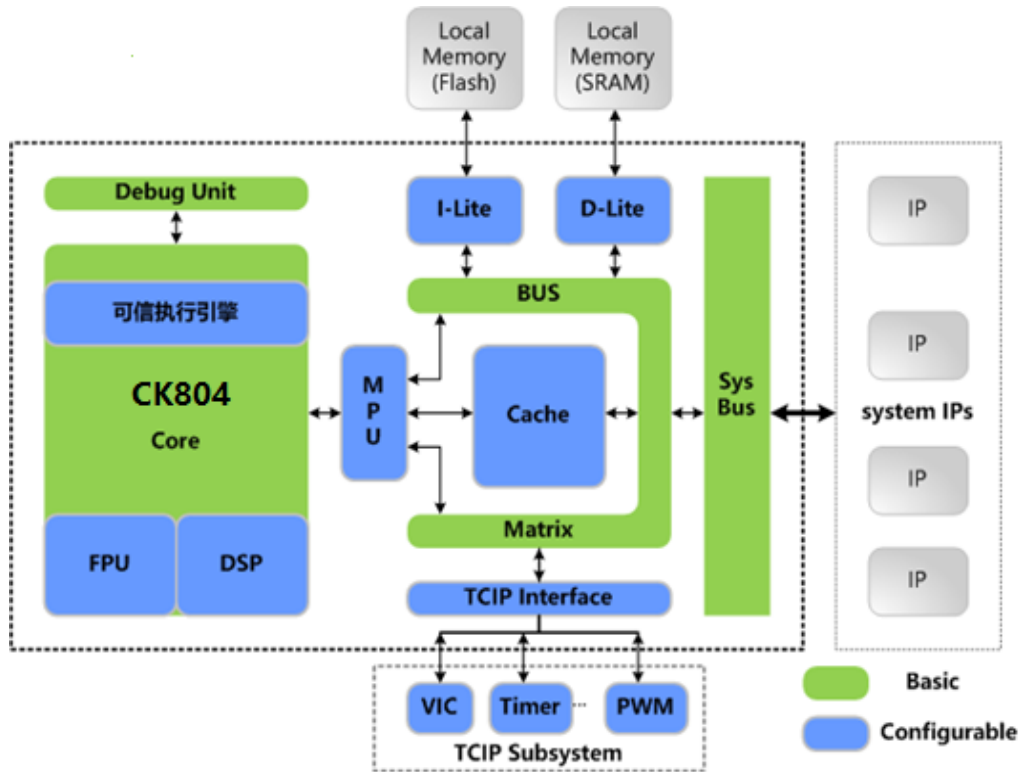 Local
Memory
(Flash)
Local
Memory
(SRAM)
Debug Unit
I-Lite
D-Lite
IP
可信执行引擎
BUS
CK804
Core
M
P
U
Cache
Sys
Bus
IP
system IPs
IP
FPU
DSP
Matrix
TCIP Interface
IP
VIC
Timer
...
PWM
TCIP Subsystem
Basic
Configurable